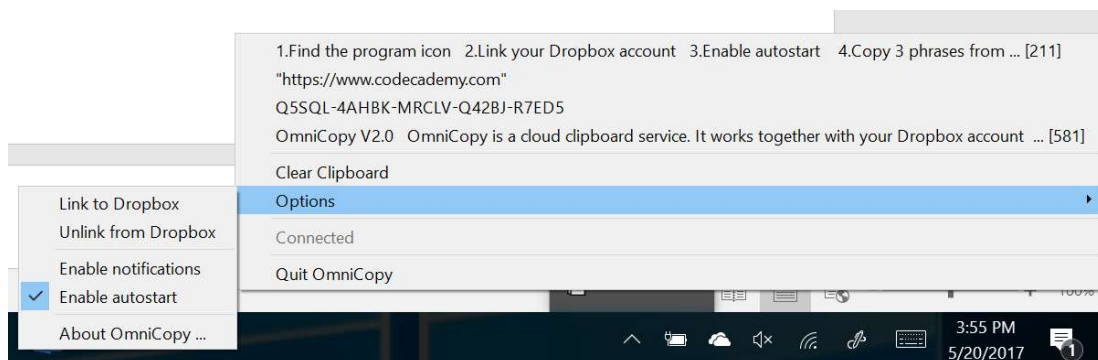 1.Find the program icon 2.Link your Dropbox account 3.Enable autostart 4.Copy 3 phrases from ... [211]
"https://www.codecademy.com"
Q5SQL-4AHBK-MRCLV-Q42BJ-R7ED5
OmniCopy V2.0 OmniCopy is a cloud clipboard service. It works together with your Dropbox account ... [581]
Clear Clipboard
Options
Connected
Quit OmniCopy
Link to Dropbox
Unlink from Dropbox
Enable notifications
Enable autostart
About OmniCopy ...
100%
3:55 PM
5/20/2017
1